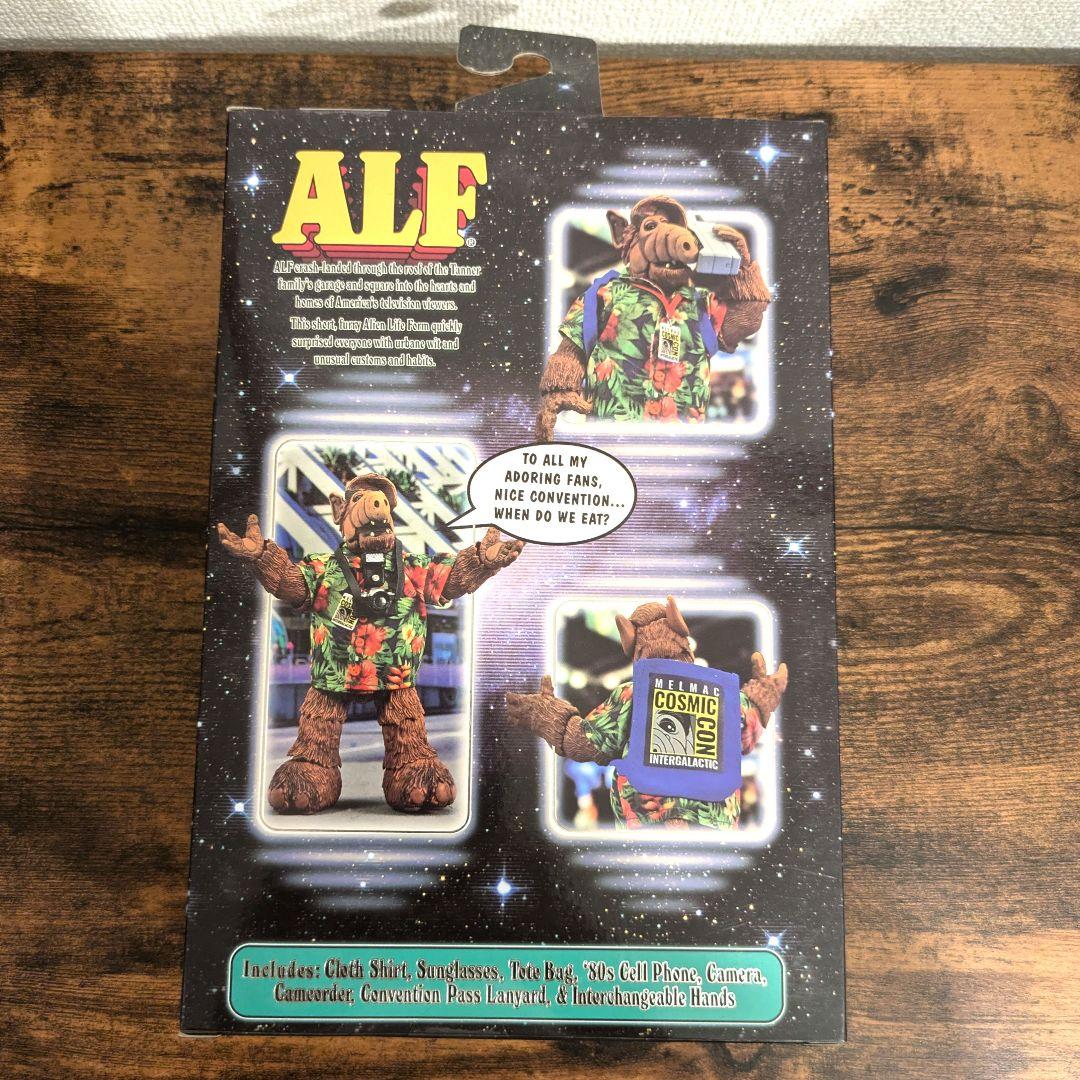 ALF®
ALF crash-landed through the roof of the Tanner
family's garage and square into the hearts and
homes of America's television viewers.
This short, furry Alien Life Form quickly
surprised everyone with urbane wit and
unusual customs and habits.
TO ALL MY
ADORING FANS,
NICE CONVENTION...
WHEN DO WE EAT?
MELMAC
COSMIC
CON
INTERGALACTIC
Includes: Cloth Shirt, Sunglasses, Tote Bag, '80s Cell Phone, Camera,
Camcorder, Convention Pass Lanyard, & Interchangeable Hands